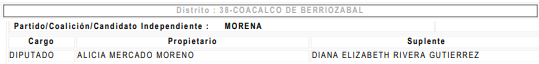 Distrito : 38-COACALCO DE BERRIOZABAL
Partido/Coalición/Candidato Independiente : MORENA
Cargo Propietario Suplente
DIPUTADO ALICIA MERCADO MORENO DIANA ELIZABETH RIVERA GUTIERREZ